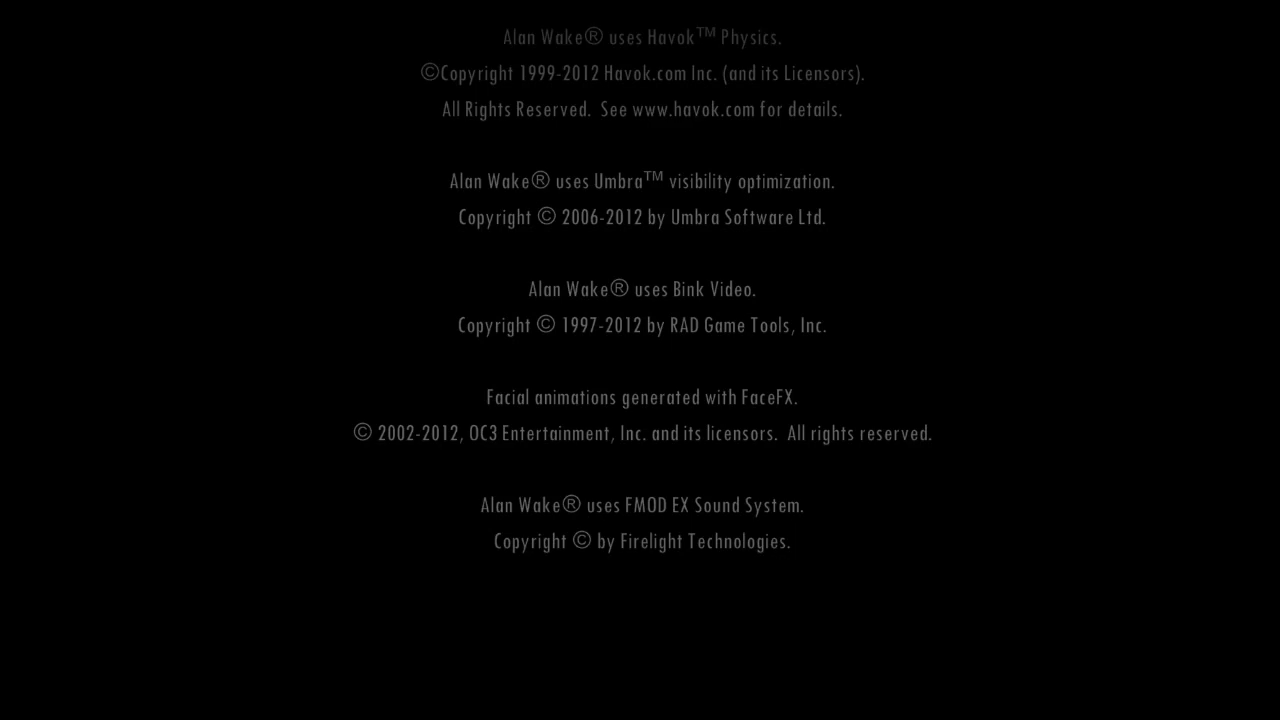 Alan Wake® uses Havok™ Physics.
©Copyright 1999-2012 Havok.com Inc. (and its Licensors).
All Rights Reserved.  See www.havok.com for details.
Alan Wake® uses Umbra™ visibility optimization.
Copyright © 2006-2012 by Umbra Software Ltd.
Alan Wake® uses Bink Video.
Copyright © 1997-2012 by RAD Game Tools, Inc.
Facial animations generated with FaceFX.
© 2002-2012, OC3 Entertainment, Inc. and its licensors.  All rights reserved.
Alan Wake® uses FMOD EX Sound System.
Copyright © by Firelight Technologies.